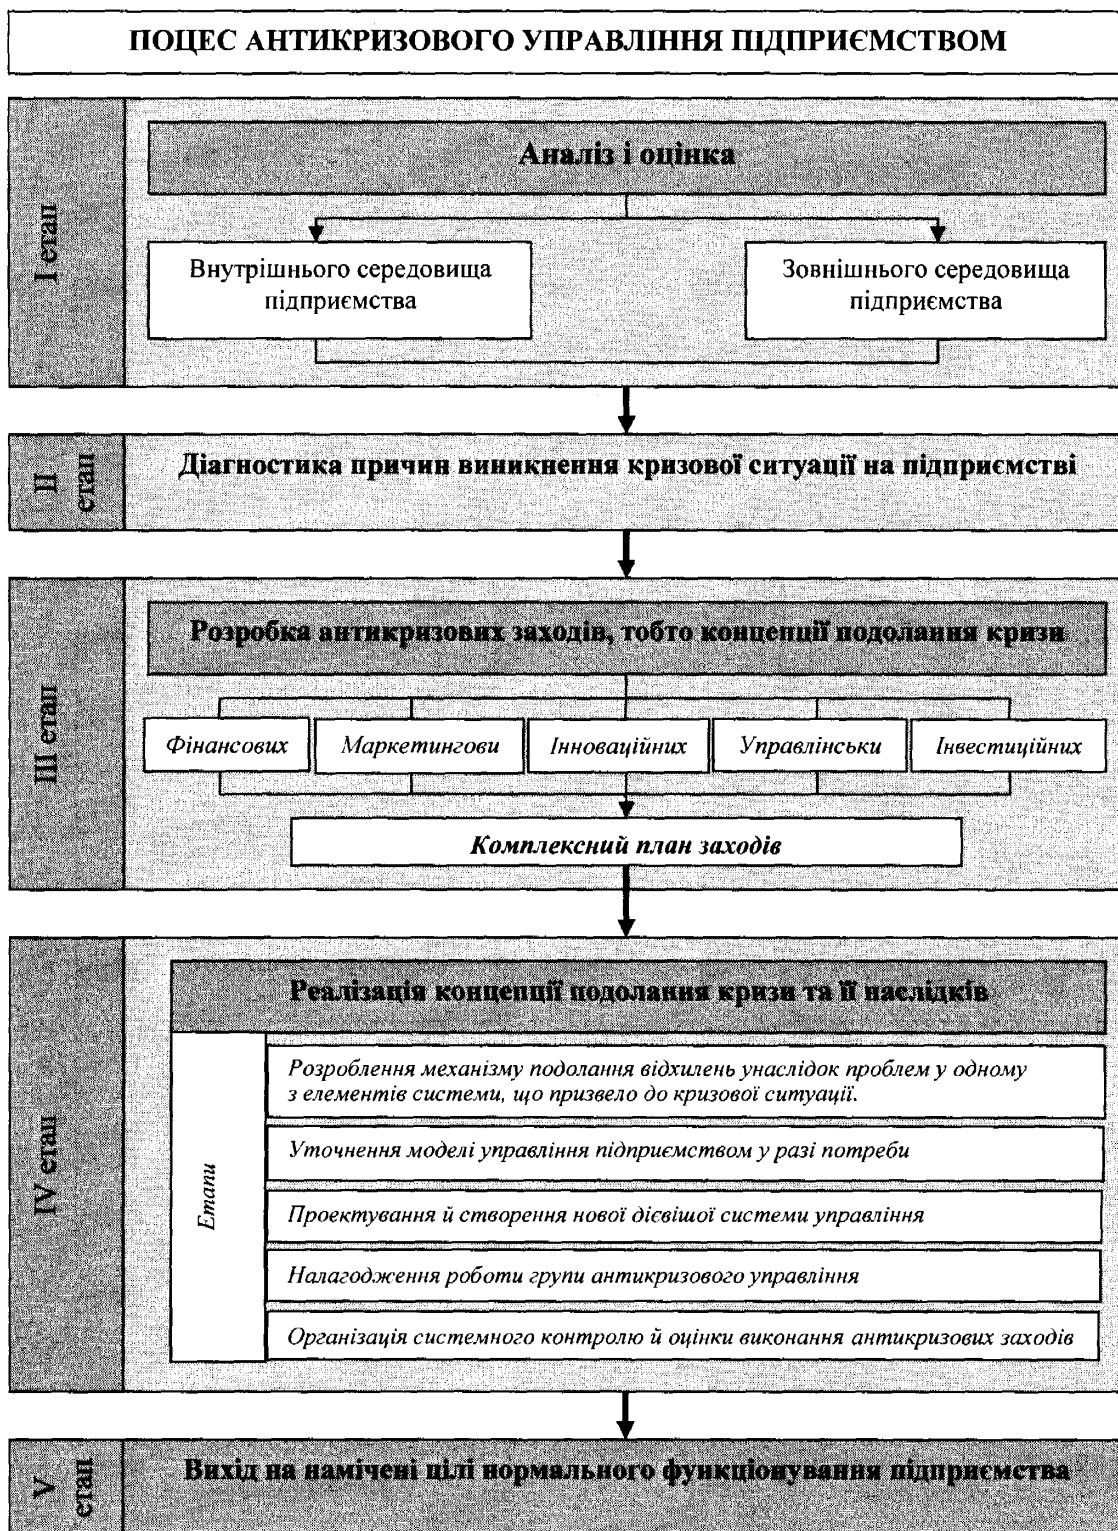 ПОЦЕС АНТИКРИЗОВОГО УПРАВЛІННЯ ПІДПРИЄМСТВОМ
I етап
Аналіз і оцінка
Внутрішнього середовища
підприємства
Зовнішнього середовища
підприємства
II
етап
Діагностика причин виникнення кризової ситуації на підприємстві
III етап
Розробка антикризових заходів, тобто концепції подолання кризи
Фінансових
Маркетингови
Інноваційних
Управлінськи
Інвестиційних
Комплексний план заходів
IV етап
Реалізація концепції подолання кризи та її наслідків
Етапи
Розроблення механізму подолання відхилень унаслідок проблем у одному
з елементів системи, що призвело до кризової ситуації.
Уточнення моделі управління підприємством у разі потреби
Проектування й створення нової дієвішої системи управління
Налагодження роботи групи антикризового управління
Організація системного контролю й оцінки виконання антикризових заходів
V
етап
Вихід на намічені цілі нормального функціонування підприємства